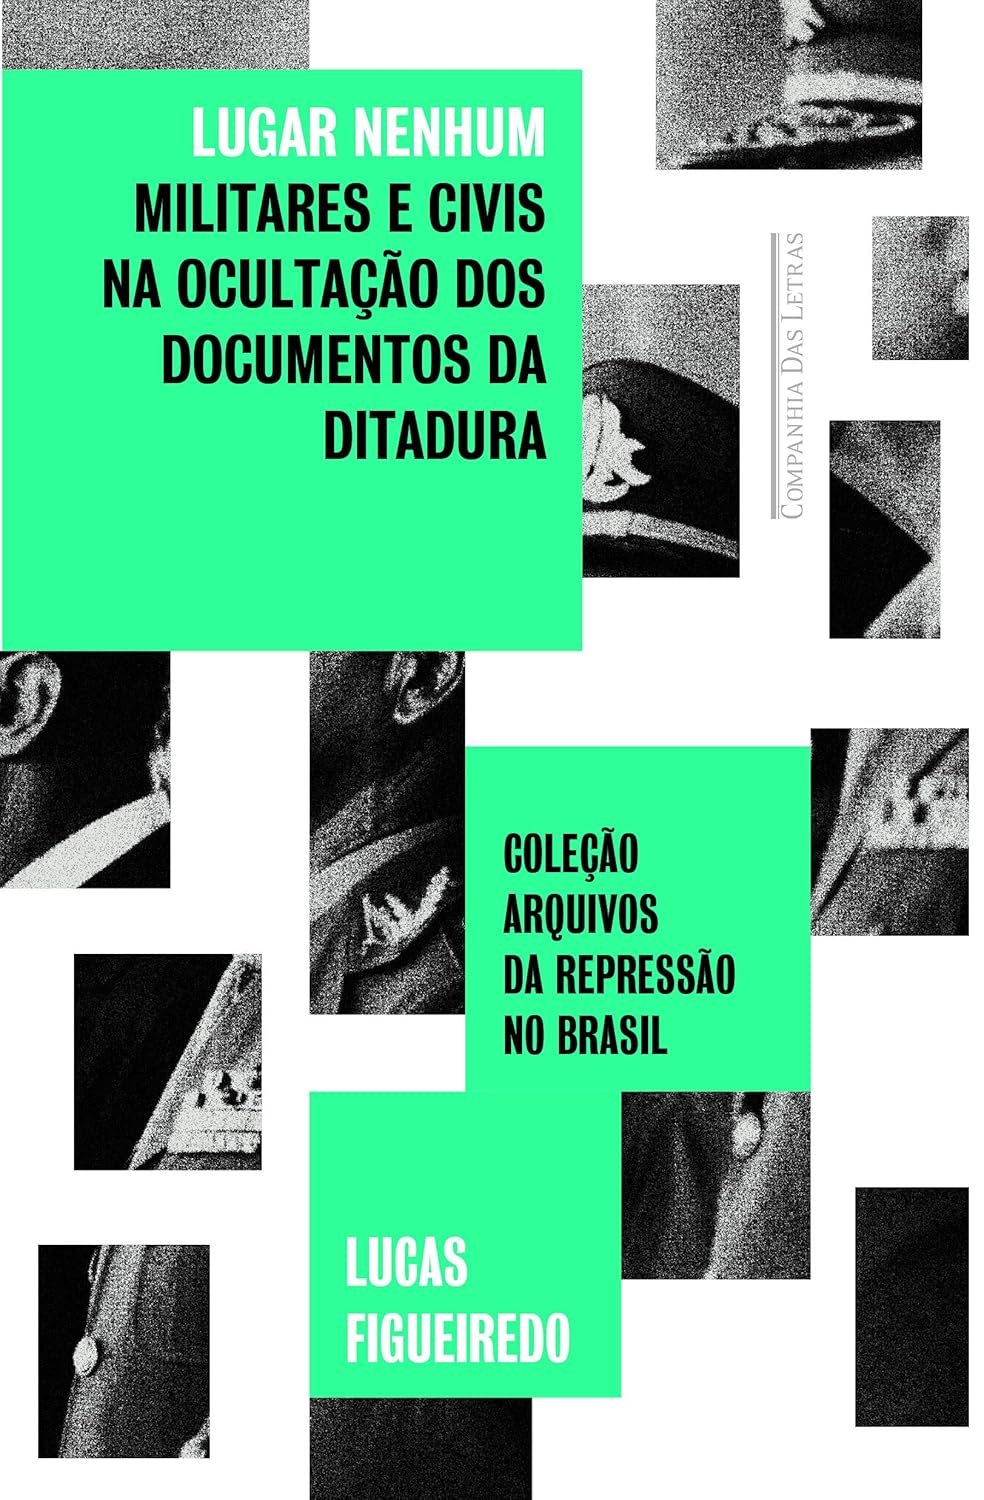 LUGAR NENHUM
MILITARES E CIVIS
NA OCULTAÇÃO DOS
DOCUMENTOS DA
DITADURA
COMPANHIA DAS LETRAS
COLEÇÃO
ARQUIVOS
DA REPRESSÃO
NO BRASIL
LUCAS
FIGUEIREDO